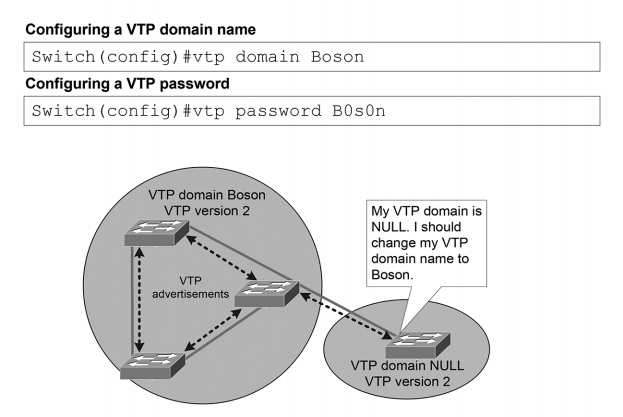 Configuring a VTP domain name
Switch(config)#vtp domain Boson
Configuring a VTP password
Switch(config)#vtp password B0s0n
VTP domain Boson
VTP version 2
VTP
advertisements
My VTP domain is
NULL. I should
change my VTP
domain name to
Boson.
VTP domain NULL
VTP version 2